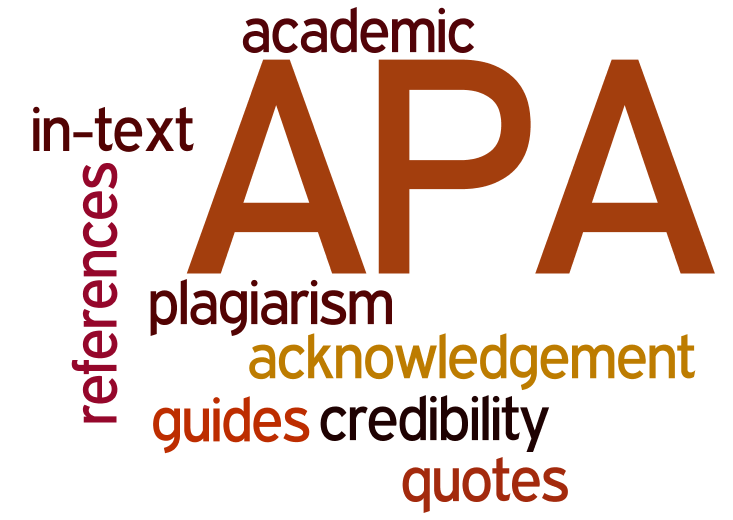 academic
APA
in-text
references
plagiarism
acknowledgement
guides credibility
quotes